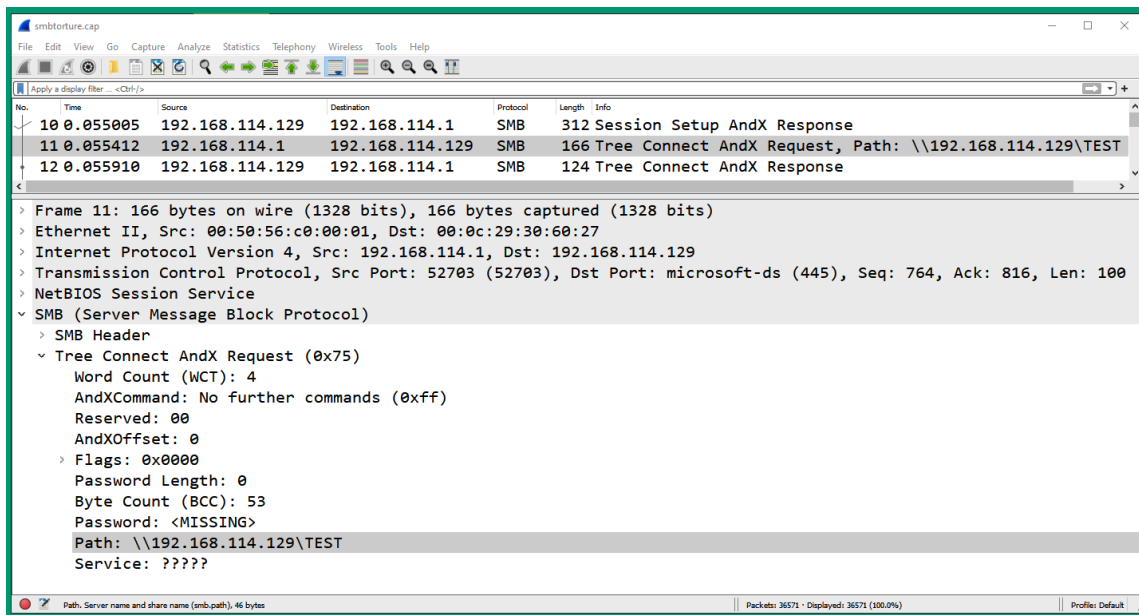 smbtorture.cap
File Edit View Go Capture Analyze Statistics Telephony Wireless Tools Help
Apply a display filter ... <Ctrl-/>
No. Time Source Destination Protocol Length Info
10 0.055005 192.168.114.129 192.168.114.1 SMB 312 Session Setup AndX Response
11 0.055412 192.168.114.1 192.168.114.129 SMB 166 Tree Connect AndX Request, Path: \\192.168.114.129\TEST
12 0.055910 192.168.114.129 192.168.114.1 SMB 124 Tree Connect AndX Response
Frame 11: 166 bytes on wire (1328 bits), 166 bytes captured (1328 bits)
Ethernet II, Src: 00:50:56:c0:00:01, Dst: 00:0c:29:30:60:27
Internet Protocol Version 4, Src: 192.168.114.1, Dst: 192.168.114.129
Transmission Control Protocol, Src Port: 52703 (52703), Dst Port: microsoft-ds (445), Seq: 764, Ack: 816, Len: 100
NetBIOS Session Service
SMB (Server Message Block Protocol)
SMB Header
Tree Connect AndX Request (0x75)
Word Count (WCT): 4
AndXCommand: No further commands (0xff)
Reserved: 00
AndXOffset: 0
Flags: 0x0000
Password Length: 0
Byte Count (BCC): 53
Password: <MISSING>
Path: \\192.168.114.129\TEST
Service: ?????
Path. Server name and share name (smb.path), 46 bytes Packets: 36571 · Displayed: 36571 (100.0%) Profile: Default